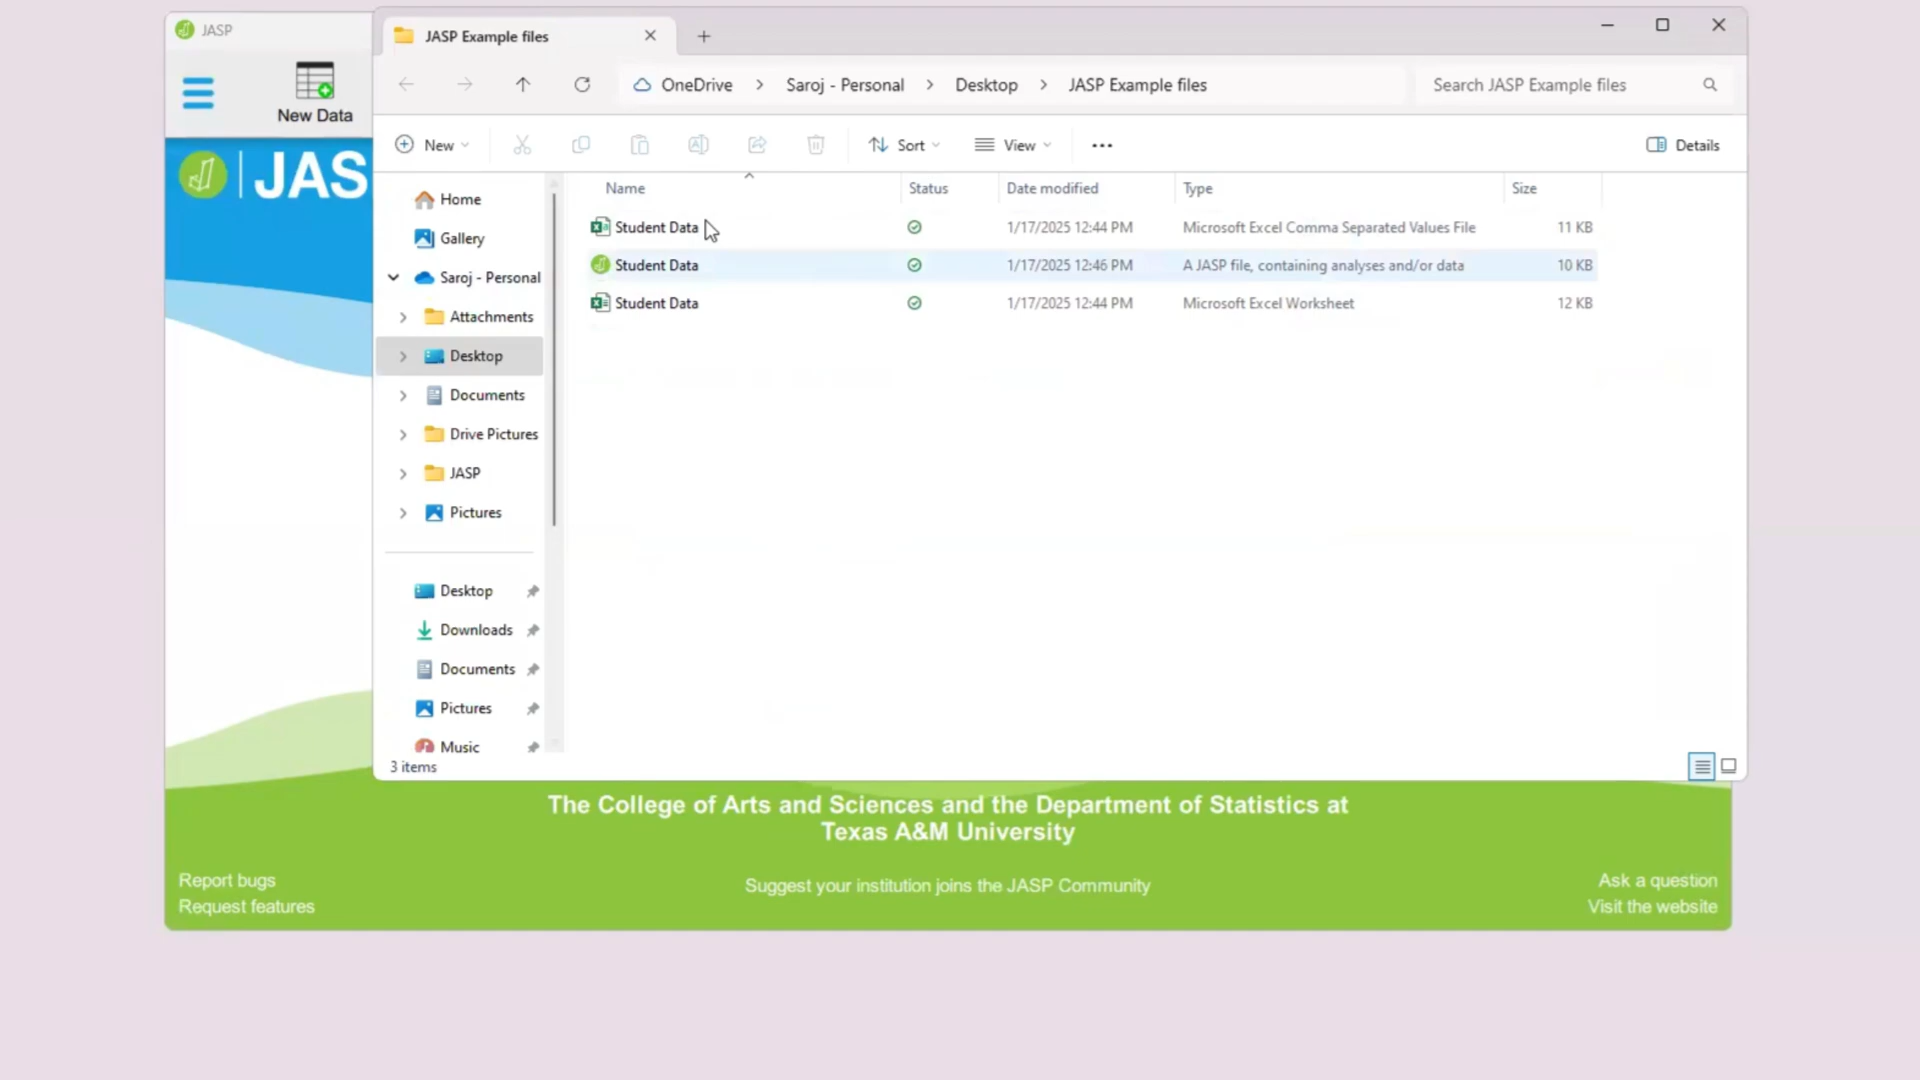 JASP
New Data
JAS
JASP Example files
OneDrive > Saroj - Personal > Desktop > JASP Example files
Search JASP Example files
New
Sort
View
Details
Home
Gallery
Saroj - Personal
Attachments
Desktop
Documents
Drive Pictures
JASP
Pictures
Desktop
Downloads
Documents
Pictures
Music
Name Status Date modified Type Size
Student Data 1/17/2025 12:44 PM Microsoft Excel Comma Separated Values File 11 KB
Student Data 1/17/2025 12:46 PM A JASP file, containing analyses and/or data 10 KB
Student Data 1/17/2025 12:44 PM Microsoft Excel Worksheet 12 KB
3 items
The College of Arts and Sciences and the Department of Statistics at
Texas A&M University
Suggest your institution joins the JASP Community
Report bugs
Request features
Ask a question
Visit the website